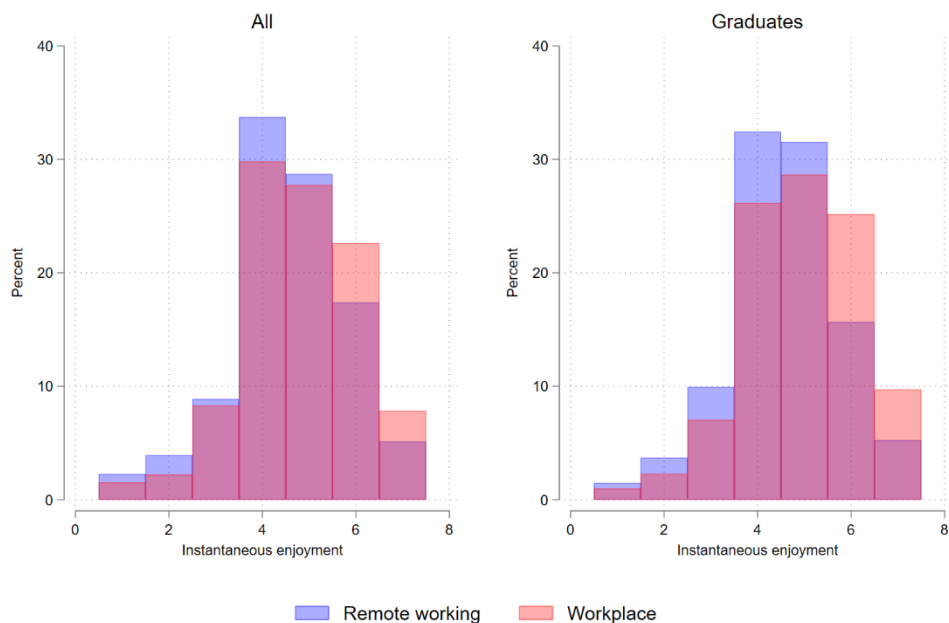 All
Graduates
40
30
20
10
0
Percent
0 2 4 6 8
Instantaneous enjoyment
40
30
20
10
0
Percent
0 2 4 6 8
Instantaneous enjoyment
Remote working Workplace